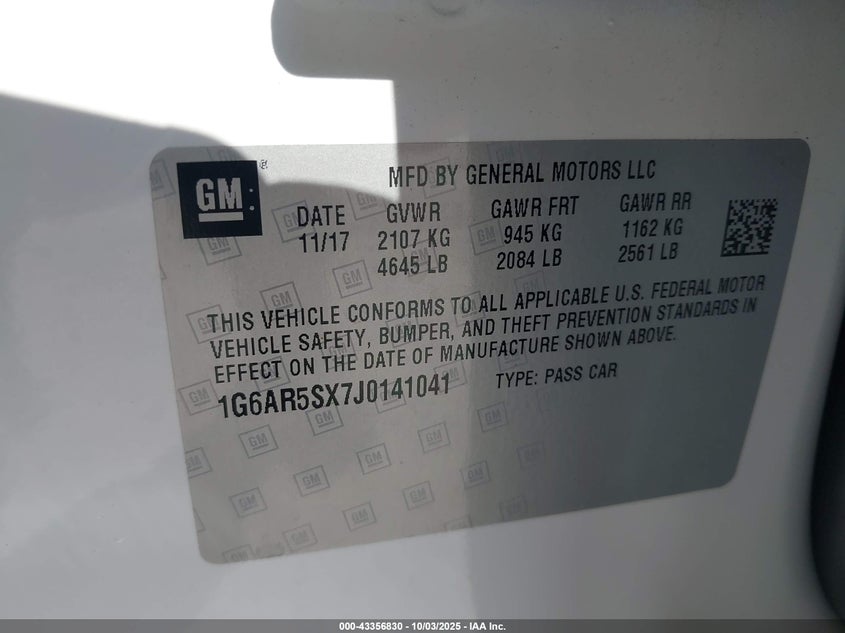 GM
MFD BY GENERAL MOTORS LLC
DATE GVWR GAWR FRT GAWR RR
11/17 2107 KG 945 KG 1162 KG
4645 LB 2084 LB 2561 LB
THIS VEHICLE CONFORMS TO ALL APPLICABLE U.S. FEDERAL MOTOR
VEHICLE SAFETY, BUMPER, AND THEFT PREVENTION STANDARDS IN
EFFECT ON THE DATE OF MANUFACTURE SHOWN ABOVE.
1G6AR5SX7J0141041 TYPE: PASS CAR
000-43356830 - 10/03/2025 - IAA Inc.